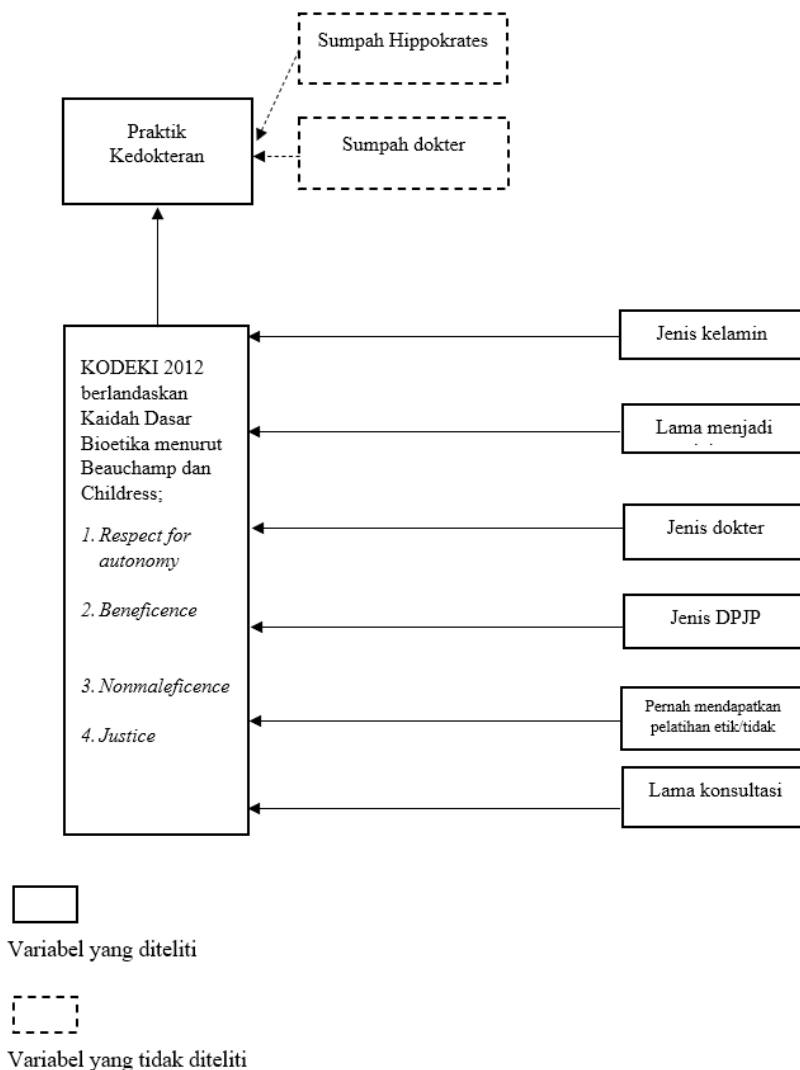 Sumpah Hippokrates
Praktik
Kedokteran
Sumpah dokter
KODEKI 2012
berlandaskan
Kaidah Dasar
Bioetika menurut
Beauchamp dan
Childress;
1. Respect for
autonomy
2. Beneficence
3. Nonmaleficence
4. Justice
Jenis kelamin
Lama menjadi
Jenis dokter
Jenis DPJP
Pernah mendapatkan
pelatihan etik/tidak
Lama konsultasi
Variabel yang diteliti
Variabel yang tidak diteliti